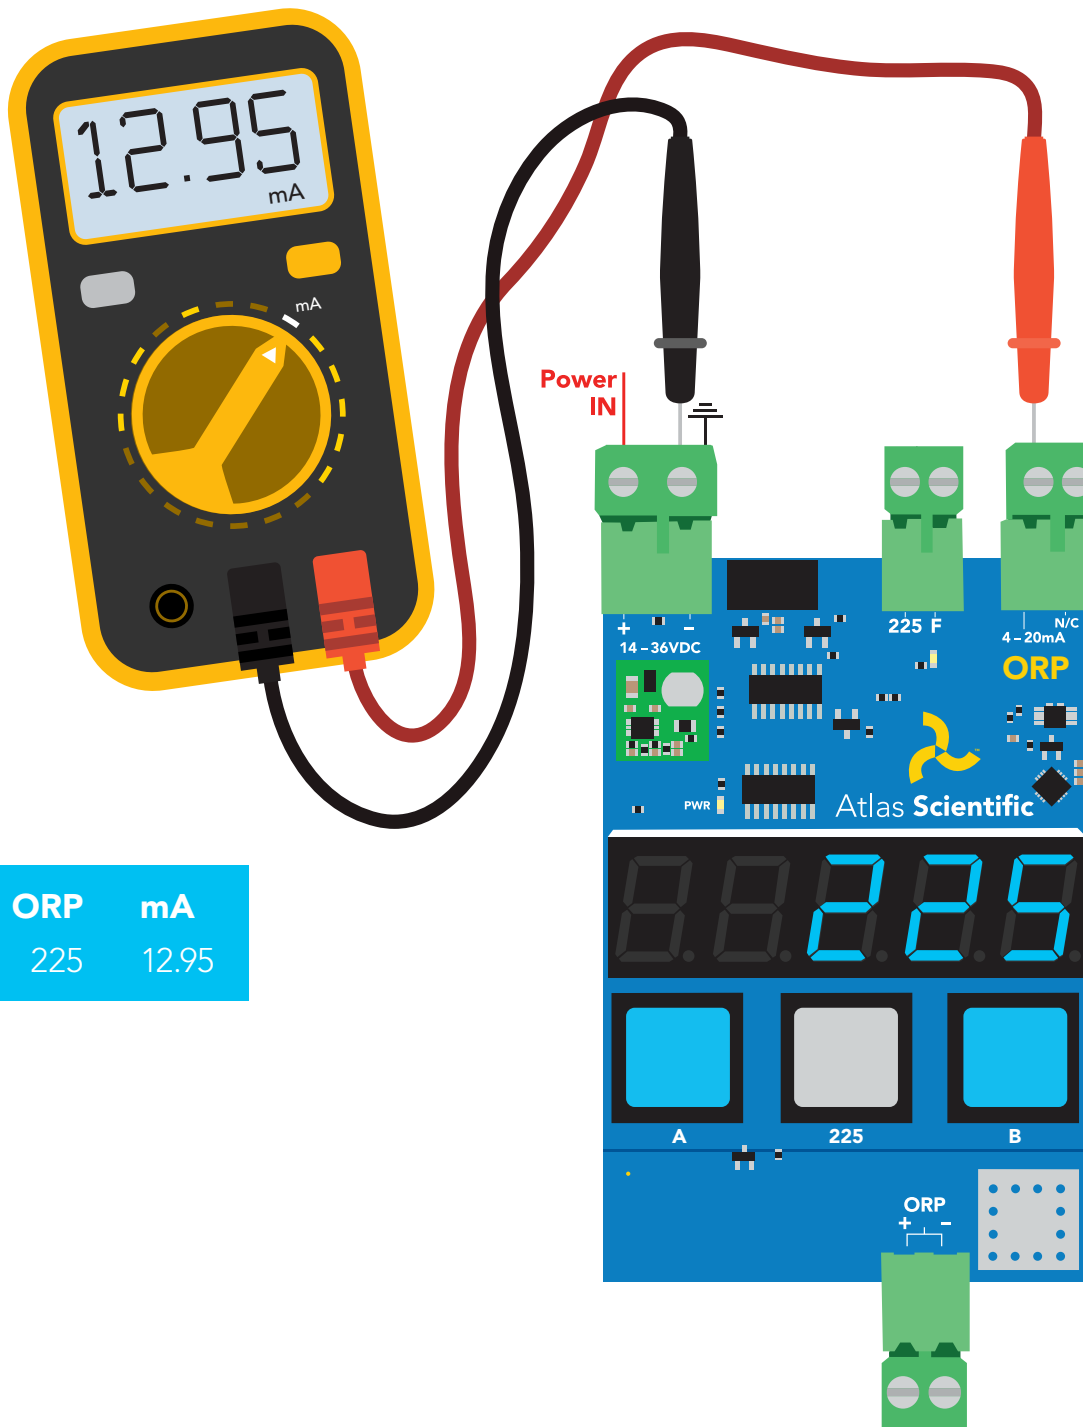 12.95
mA
mA
Power
IN
+ -
14 – 36VDC
225 F
N/C
4 – 20mA
ORP
PWR
™
Atlas Scientific
225
ORP mA
225 12.95
A 225 B
ORP
+ -